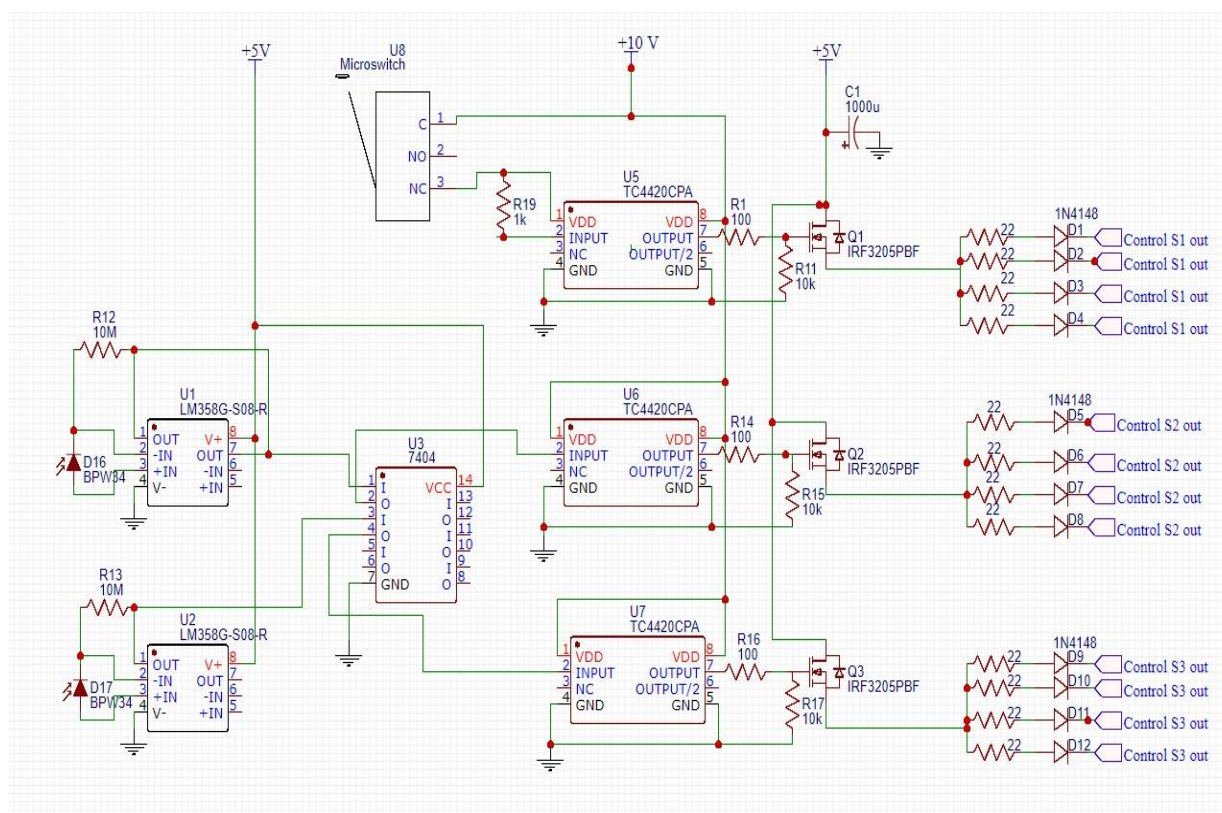 +5V
U8
Microswitch
C 1
NO 2
NC 3
+10 V
+5V
C1
1000u
+
R19
1k
U5
TC4420CPA
1 VDD VDD 8
2 INPUT OUTPUT 7
3 NC OUTPUT/2 6
4 GND GND 5
R1
100
R11
10k
Q1
IRF3205PBF
1N4148
22 D1 Control S1 out
22 D2 Control S1 out
22 D3 Control S1 out
22 D4 Control S1 out
R12
10M
D16
BPW34
U1
LM358G-S08-R
1 OUT V+ 8
2 -IN OUT 7
3 +IN -IN 6
4 V- +IN 5
U3
7404
1 I VCC 14
2 O I 13
3 I O 12
4 O I 11
5 I O 10
6 O I 9
7 GND O 8
U6
TC4420CPA
1 VDD VDD 8
2 INPUT OUTPUT 7
3 NC OUTPUT/2 6
4 GND GND 5
R14
100
R15
10k
Q2
IRF3205PBF
1N4148
22 D5 Control S2 out
22 D6 Control S2 out
22 D7 Control S2 out
22 D8 Control S2 out
R13
10M
D17
BPW34
U2
LM358G-S08-R
1 OUT V+ 8
2 -IN OUT 7
3 +IN -IN 6
4 V- +IN 5
U7
TC4420CPA
1 VDD VDD 8
2 INPUT OUTPUT 7
3 NC OUTPUT/2 6
4 GND GND 5
R16
100
R17
10k
Q3
IRF3205PBF
1N4148
22 D9 Control S3 out
22 D10 Control S3 out
22 D11 Control S3 out
22 D12 Control S3 out